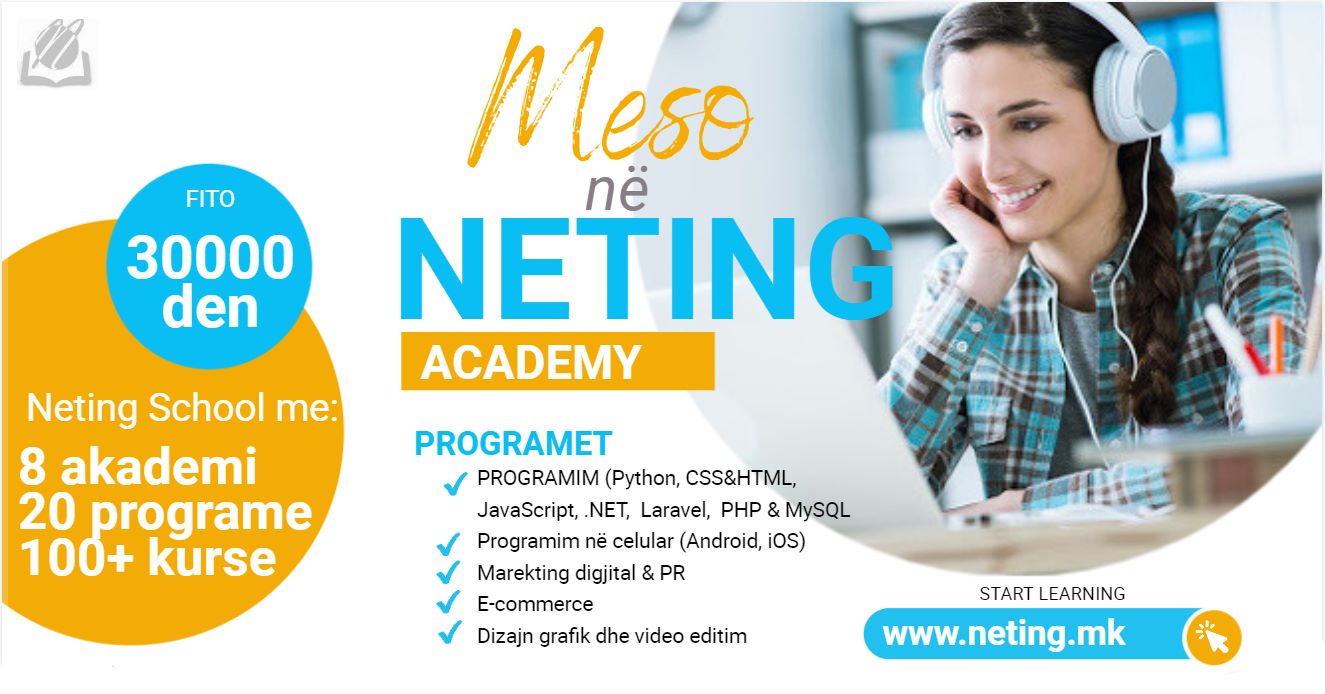 Meso
në
NETING
ACADEMY
FITO
30000
den
Neting School me:
8 akademi
20 programe
100+ kurse
PROGRAMET
PROGRAMIM (Python, CSS&HTML,
JavaScript, .NET, Laravel, PHP & MySQL
Programim në celular (Android, iOS)
Marekting digjital & PR
E-commerce
Dizajn grafik dhe video editim
START LEARNING
www.neting.mk